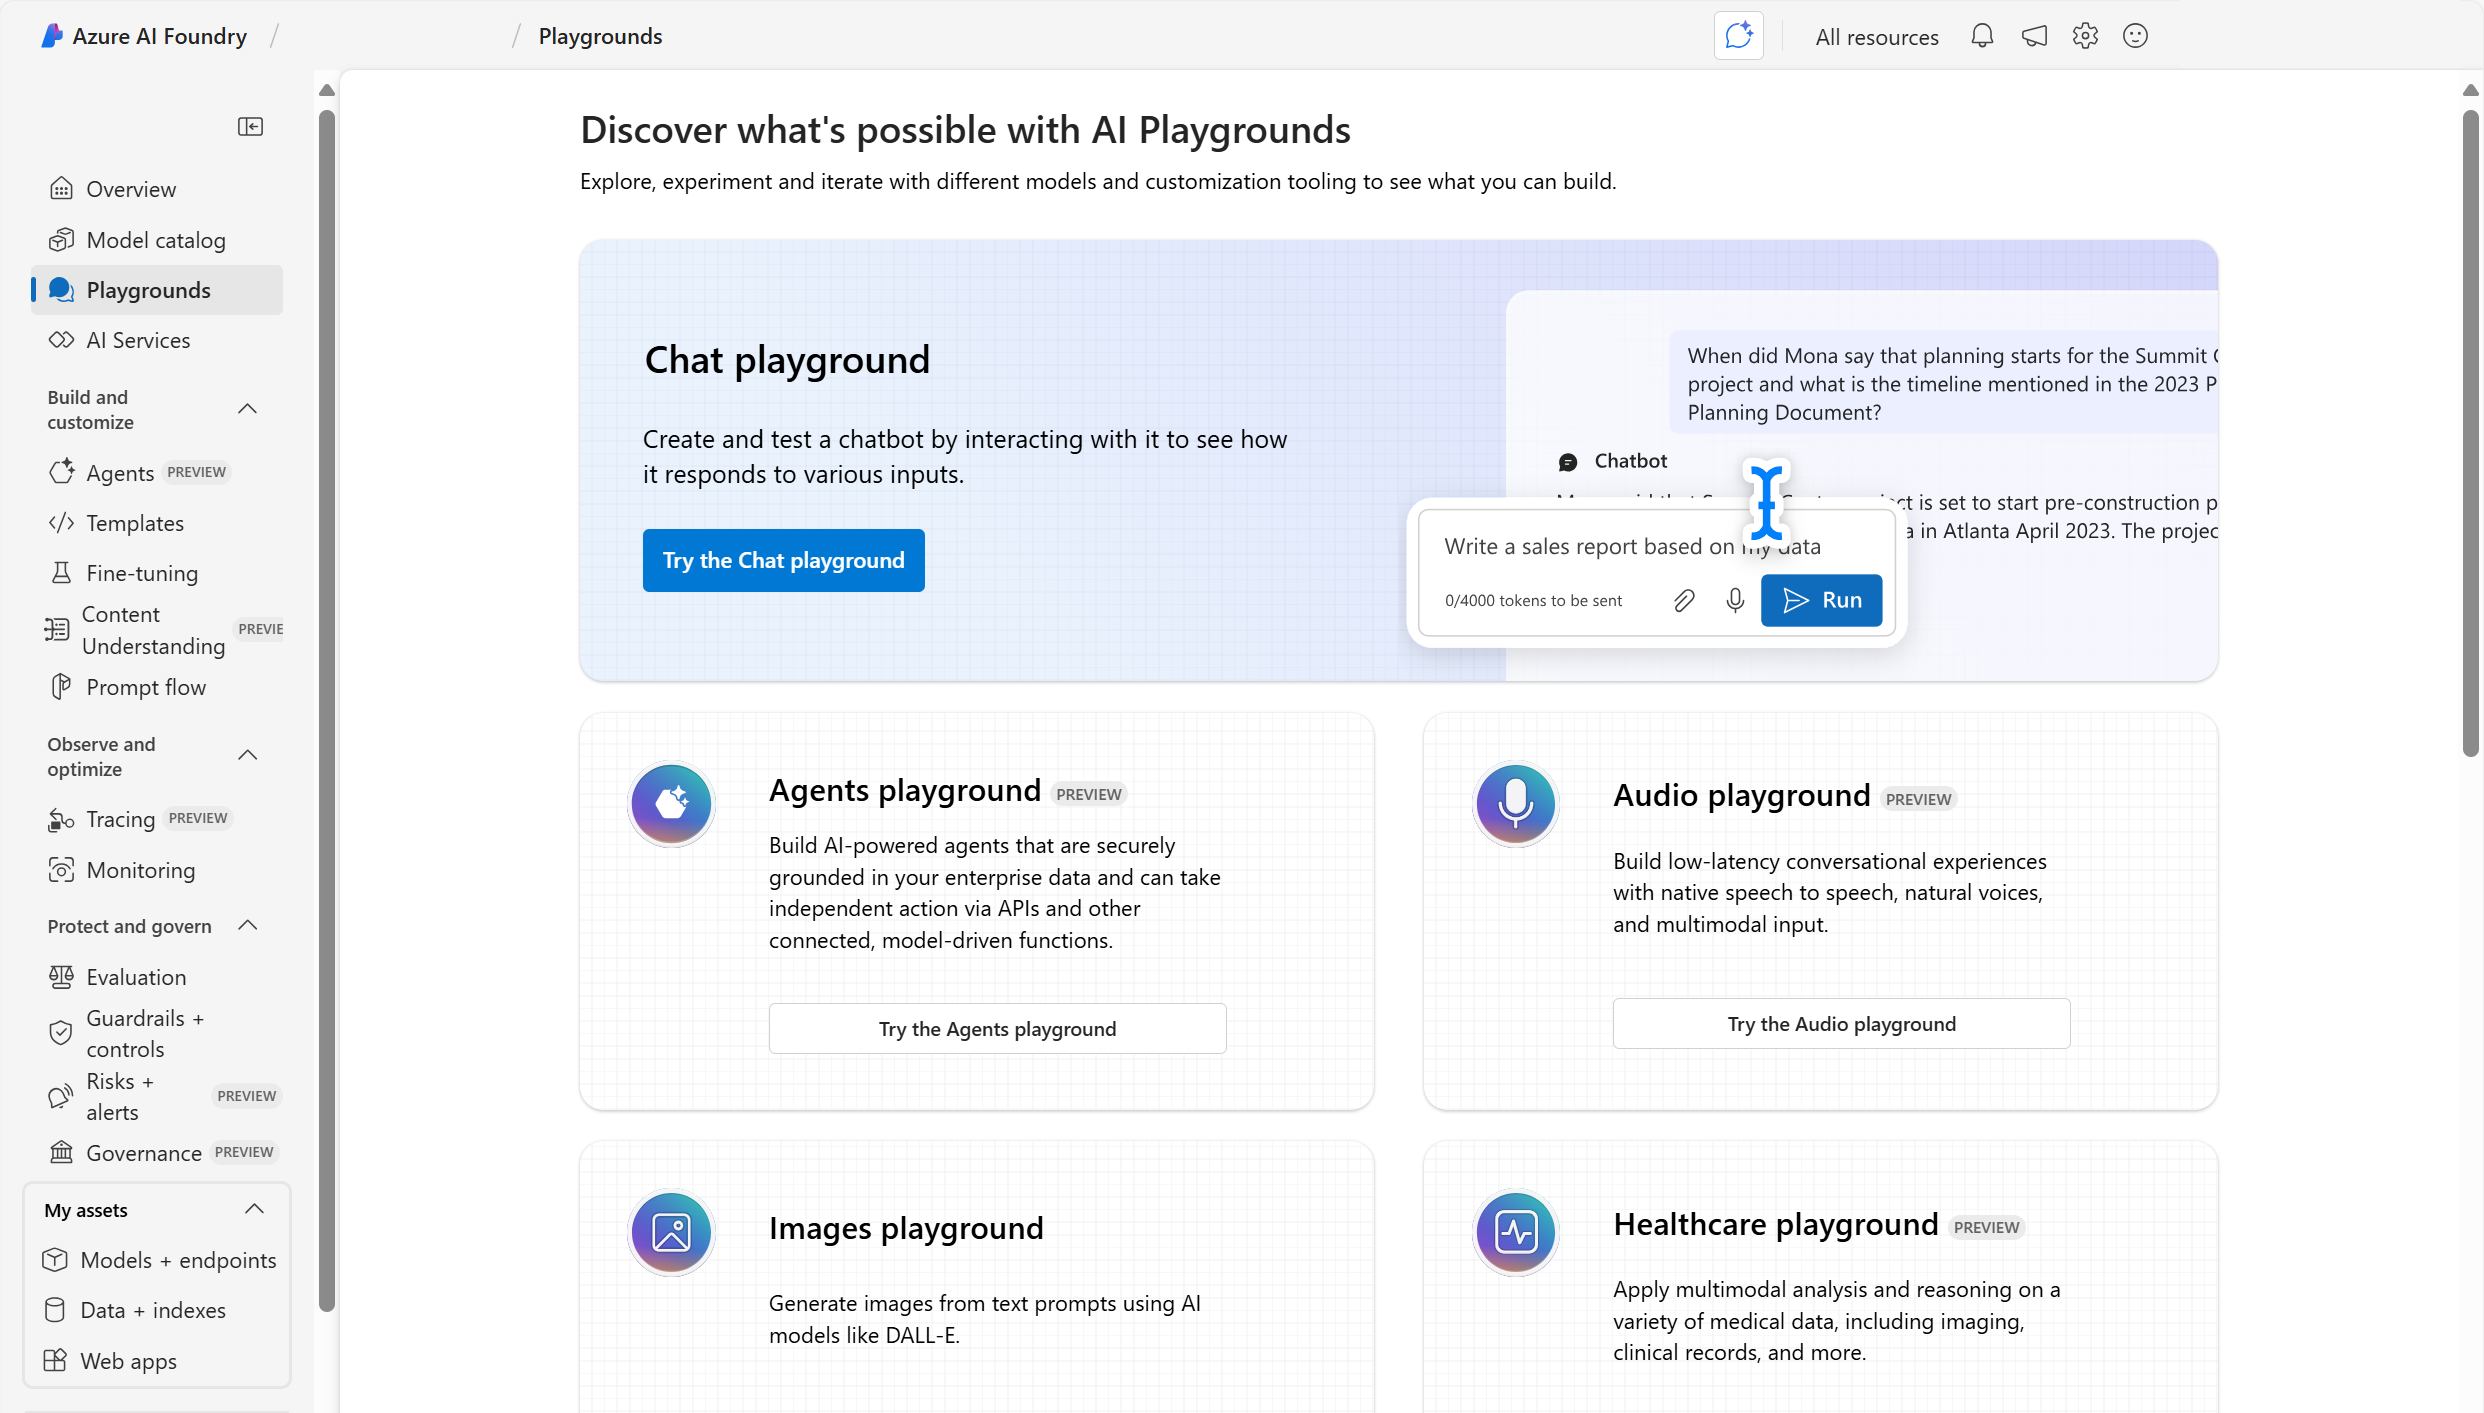 Azure AI Foundry / / Playgrounds
All resources
Overview
Model catalog
Playgrounds
AI Services
Build and
customize
Agents PREVIEW
Templates
Fine-tuning
Content
Understanding PREVIE
Prompt flow
Observe and
optimize
Tracing PREVIEW
Monitoring
Protect and govern
Evaluation
Guardrails +
controls
Risks +
alerts PREVIEW
Governance PREVIEW
My assets
Models + endpoints
Data + indexes
Web apps
Discover what's possible with AI Playgrounds
Explore, experiment and iterate with different models and customization tooling to see what you can build.
Chat playground
Create and test a chatbot by interacting with it to see how
it responds to various inputs.
Try the Chat playground
When did Mona say that planning starts for the Summit
project and what is the timeline mentioned in the 2023 P
Planning Document?
Chatbot
is set to start pre-construction p
in Atlanta April 2023. The projec
Write a sales report based on my data
0/4000 tokens to be sent
Run
Agents playground PREVIEW
Build AI-powered agents that are securely
grounded in your enterprise data and can take
independent action via APIs and other
connected, model-driven functions.
Try the Agents playground
Audio playground PREVIEW
Build low-latency conversational experiences
with native speech to speech, natural voices,
and multimodal input.
Try the Audio playground
Images playground
Generate images from text prompts using AI
models like DALL-E.
Healthcare playground PREVIEW
Apply multimodal analysis and reasoning on a
variety of medical data, including imaging,
clinical records, and more.